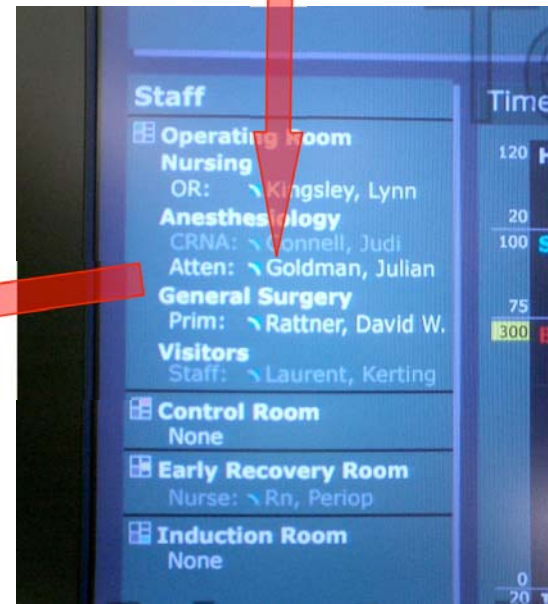 Staff
Time
Operating Room
Nursing
OR: Kingsley, Lynn
Anesthesiology
CRNA: Connell, Judi
Atten: Goldman, Julian
General Surgery
Prim: Rattner, David W.
Visitors
Staff: Laurent, Kerting
Control Room
None
Early Recovery Room
Nurse: Rn, Periop
Induction Room
None
120
20
100
75
300
0
20